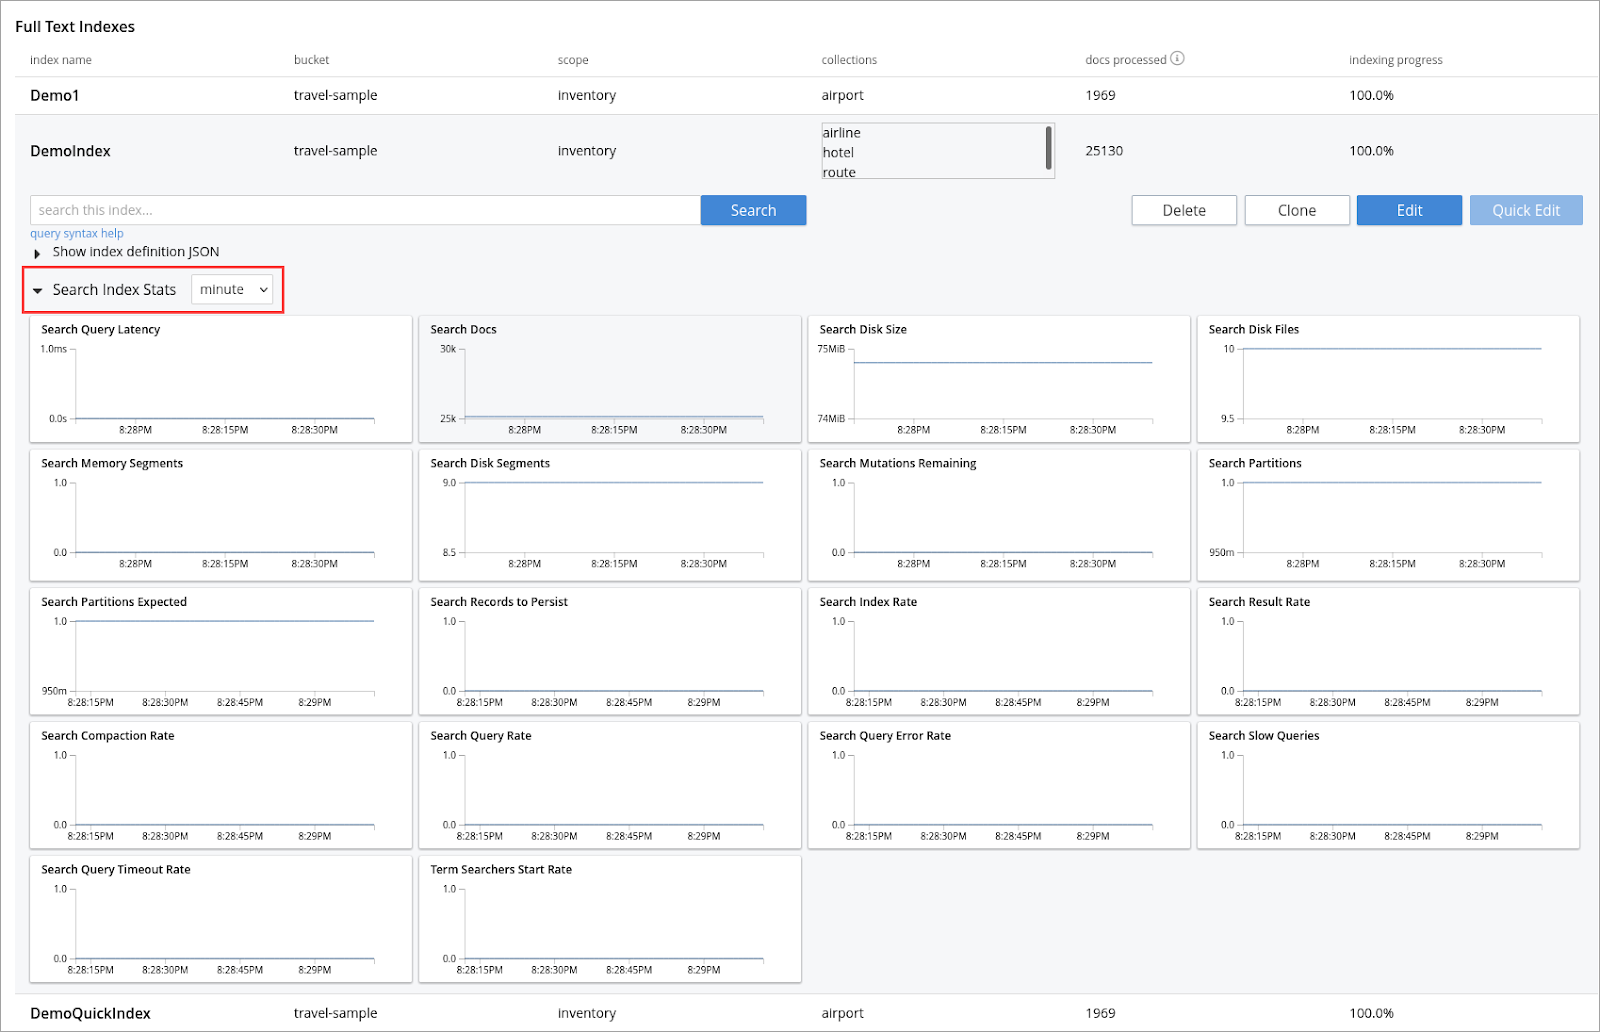 Full Text Indexes
index name bucket scope collections docs processed indexing progress
Demo1 travel-sample inventory airport 1969 100.0%
airline
DemoIndex travel-sample inventory hotel 25130 100.0%
route
search this index... Search Delete Clone Edit Quick Edit
query syntax help
Show index definition JSON
Search Index Stats minute
Search Query Latency Search Docs Search Disk Size Search Disk Files
1.0ms 30k 75MiB 10
0.0s 25k 74MiB 9.5
8:28PM 8:28:15PM 8:28:30PM 8:28PM 8:28:15PM 8:28:30PM 8:28PM 8:28:15PM 8:28:30PM 8:28PM 8:28:15PM 8:28:30PM
Search Memory Segments Search Disk Segments Search Mutations Remaining Search Partitions
1.0 9.0 1.0 1.0
0.0 8.5 0.0 950m
8:28PM 8:28:15PM 8:28:30PM 8:28PM 8:28:15PM 8:28:30PM 8:28PM 8:28:15PM 8:28:30PM 8:28PM 8:28:15PM 8:28:30PM
Search Partitions Expected Search Records to Persist Search Index Rate Search Result Rate
1.0 1.0 1.0 1.0
950m 0.0 0.0 0.0
8:28:15PM 8:28:30PM 8:28:45PM 8:29PM 8:28:15PM 8:28:30PM 8:28:45PM 8:29PM 8:28:15PM 8:28:30PM 8:28:45PM 8:29PM 8:28:15PM 8:28:30PM 8:28:45PM 8:29PM
Search Compaction Rate Search Query Rate Search Query Error Rate Search Slow Queries
1.0 1.0 1.0 1.0
0.0 0.0 0.0 0.0
8:28:15PM 8:28:30PM 8:28:45PM 8:29PM 8:28:15PM 8:28:30PM 8:28:45PM 8:29PM 8:28:15PM 8:28:30PM 8:28:45PM 8:29PM 8:28:15PM 8:28:30PM 8:28:45PM 8:29PM
Search Query Timeout Rate Term Searchers Start Rate
1.0 1.0
0.0 0.0
8:28:15PM 8:28:30PM 8:28:45PM 8:29PM 8:28:15PM 8:28:30PM 8:28:45PM 8:29PM
DemoQuickIndex travel-sample inventory airport 1969 100.0%